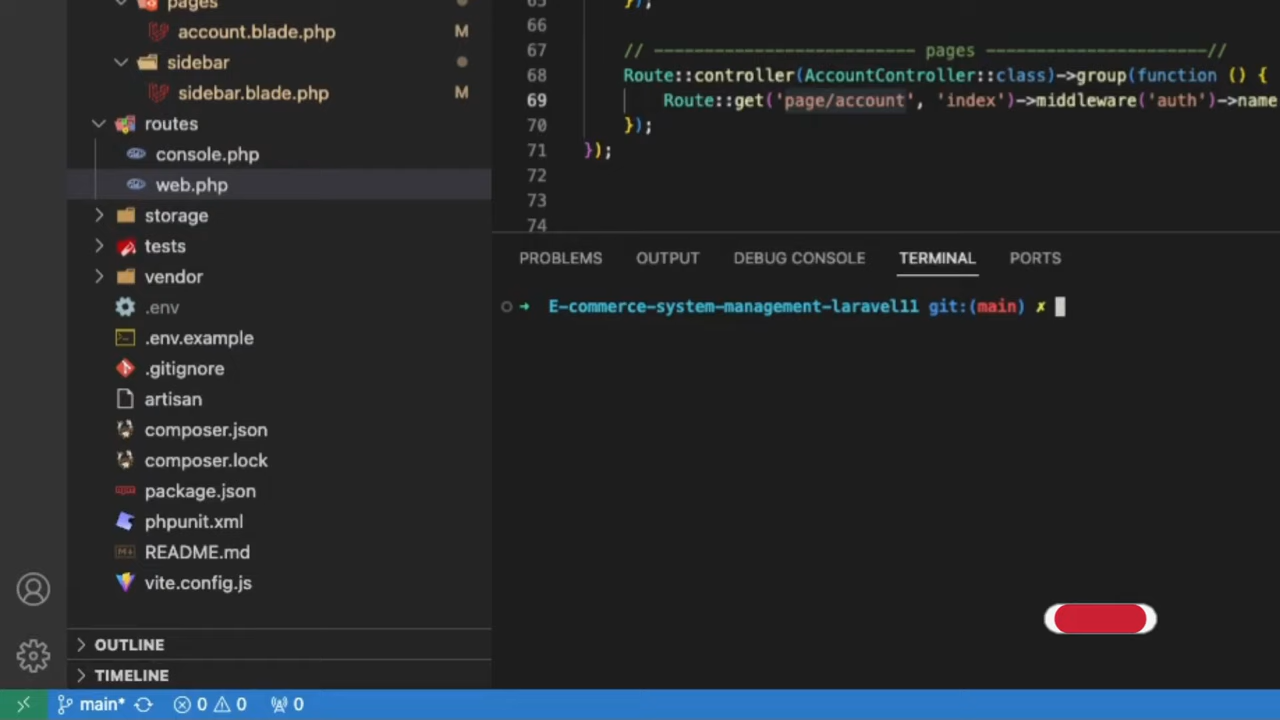 pages
account.blade.php M
sidebar
sidebar.blade.php M
routes
console.php
web.php
storage
tests
vendor
.env
.env.example
.gitignore
artisan
composer.json
composer.lock
package.json
phpunit.xml
README.md
vite.config.js
OUTLINE
TIMELINE
65 });
66
67 // -------------------------- pages ----------------------//
68 Route::controller(AccountController::class)->group(function () {
69 Route::get('page/account', 'index')->middleware('auth')->name
70 });
71 });
72
73
74
PROBLEMS OUTPUT DEBUG CONSOLE TERMINAL PORTS
E-commerce-system-management-laravel11 git:(main) ✗
main* 0 0 0